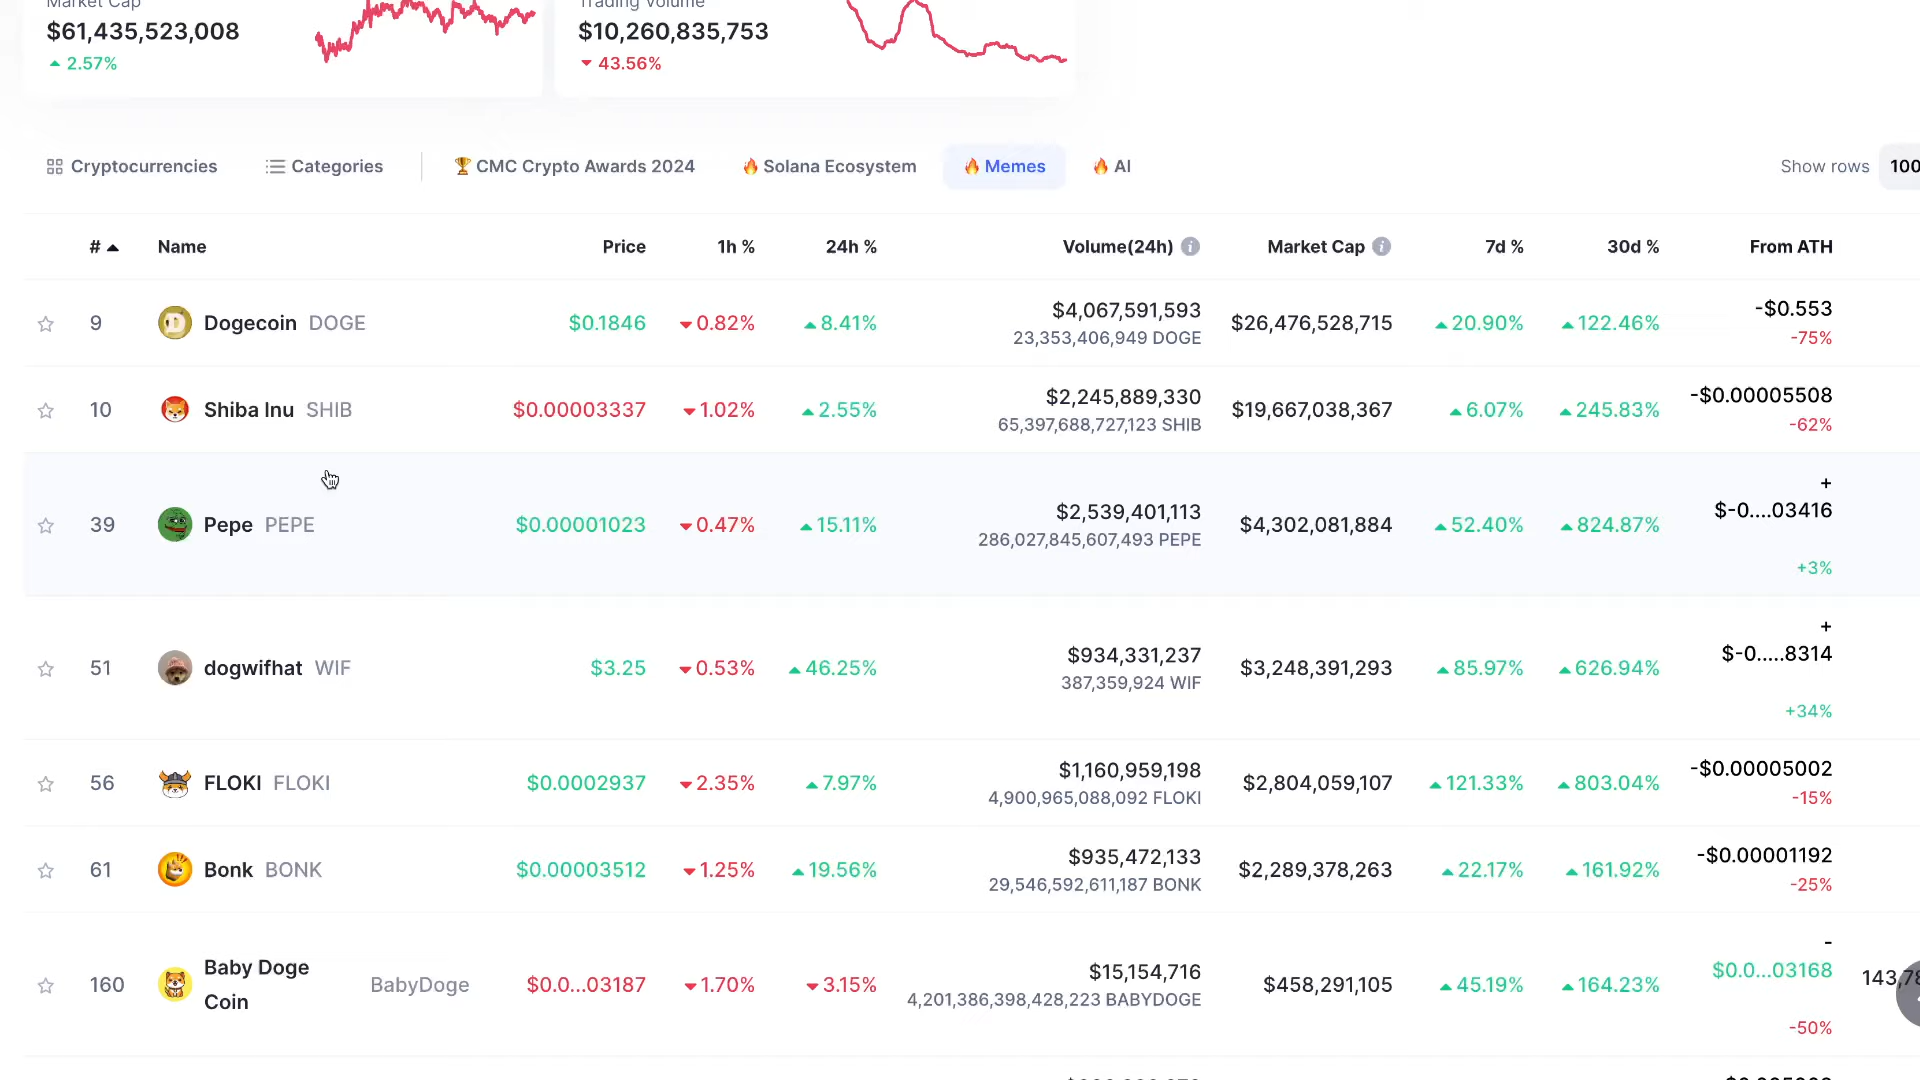 Market Cap
Trading Volume
$61,435,523,008
$10,260,835,753
2.57%
43.56%
Cryptocurrencies
Categories
CMC Crypto Awards 2024
Solana Ecosystem
Memes
AI
Show rows
100
# Name Price 1h % 24h % Volume(24h) Market Cap 7d % 30d % From ATH
9 Dogecoin DOGE $0.1846 0.82% 8.41% $4,067,591,593 $26,476,528,715 20.90% 122.46% -$0.553
23,353,406,949 DOGE -75%
10 Shiba Inu SHIB $0.00003337 1.02% 2.55% $2,245,889,330 $19,667,038,367 6.07% 245.83% -$0.00005508
65,397,688,727,123 SHIB -62%
+
39 Pepe PEPE $0.00001023 0.47% 15.11% $2,539,401,113 $4,302,081,884 52.40% 824.87% $-0....03416
286,027,845,607,493 PEPE
+3%
+
51 dogwifhat WIF $3.25 0.53% 46.25% $934,331,237 $3,248,391,293 85.97% 626.94% $-0.....8314
387,359,924 WIF
+34%
56 FLOKI FLOKI $0.0002937 2.35% 7.97% $1,160,959,198 $2,804,059,107 121.33% 803.04% -$0.00005002
4,900,965,088,092 FLOKI -15%
61 Bonk BONK $0.00003512 1.25% 19.56% $935,472,133 $2,289,378,263 22.17% 161.92% -$0.00001192
29,546,592,611,187 BONK -25%
-
160 Baby Doge Coin BabyDoge $0.0...03187 1.70% 3.15% $15,154,716 $458,291,105 45.19% 164.23% $0.0...03168
4,201,386,398,428,223 BABYDOGE
-50%